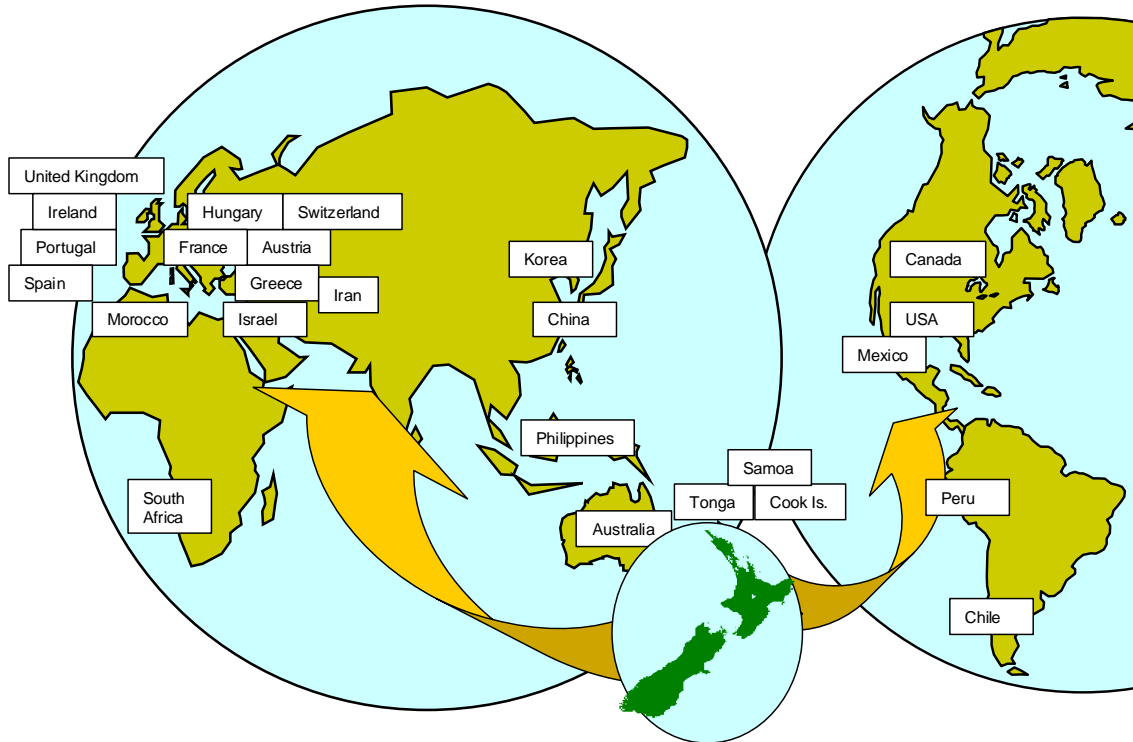 United Kingdom
Ireland
Hungary
Switzerland
Portugal
France
Austria
Spain
Greece
Iran
Morocco
Israel
Korea
China
Canada
USA
Mexico
Philippines
Samoa
Tonga
Cook Is.
South
Africa
Australia
Peru
Chile